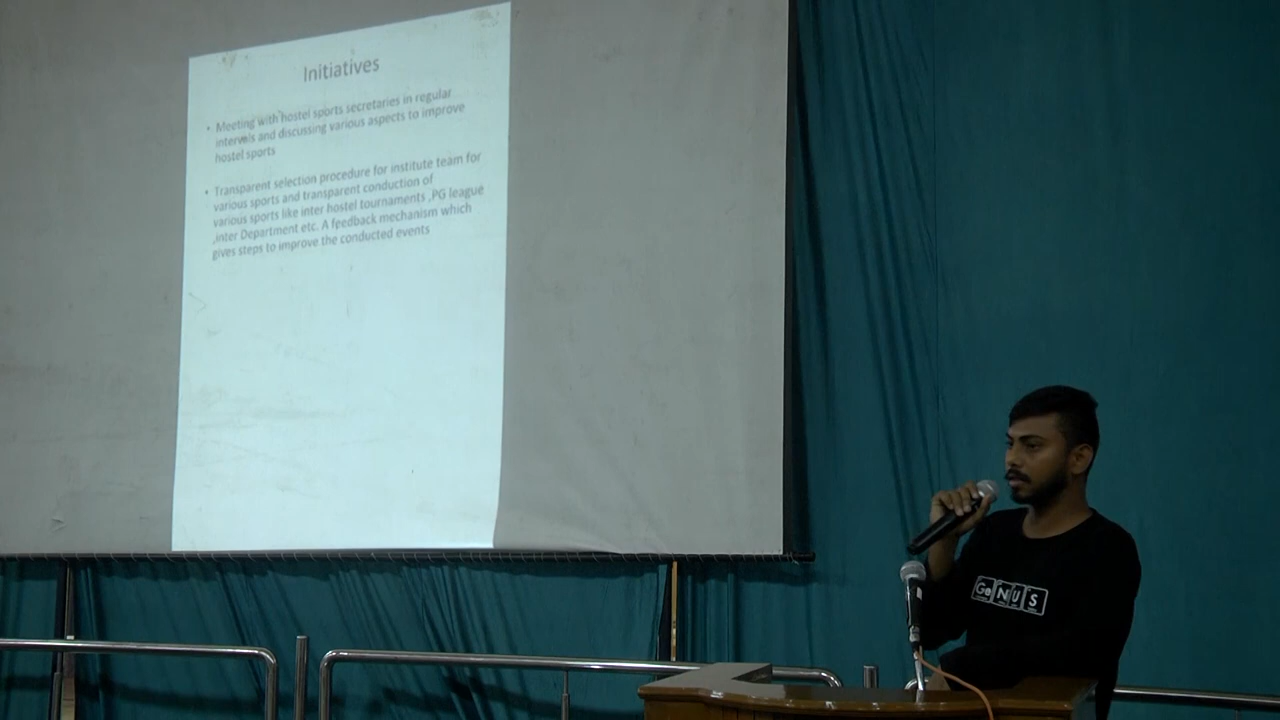 Initiatives
• Meeting with hostel sports secretaries in regular
intervals and discussing various aspects to improve
hostel sports
• Transparent selection procedure for institute team for
various sports and transparent conduction of
various sports like inter hostel tournaments ,PG league
,inter Department etc. A feedback mechanism which
gives steps to improve the conducted events
GeNUS